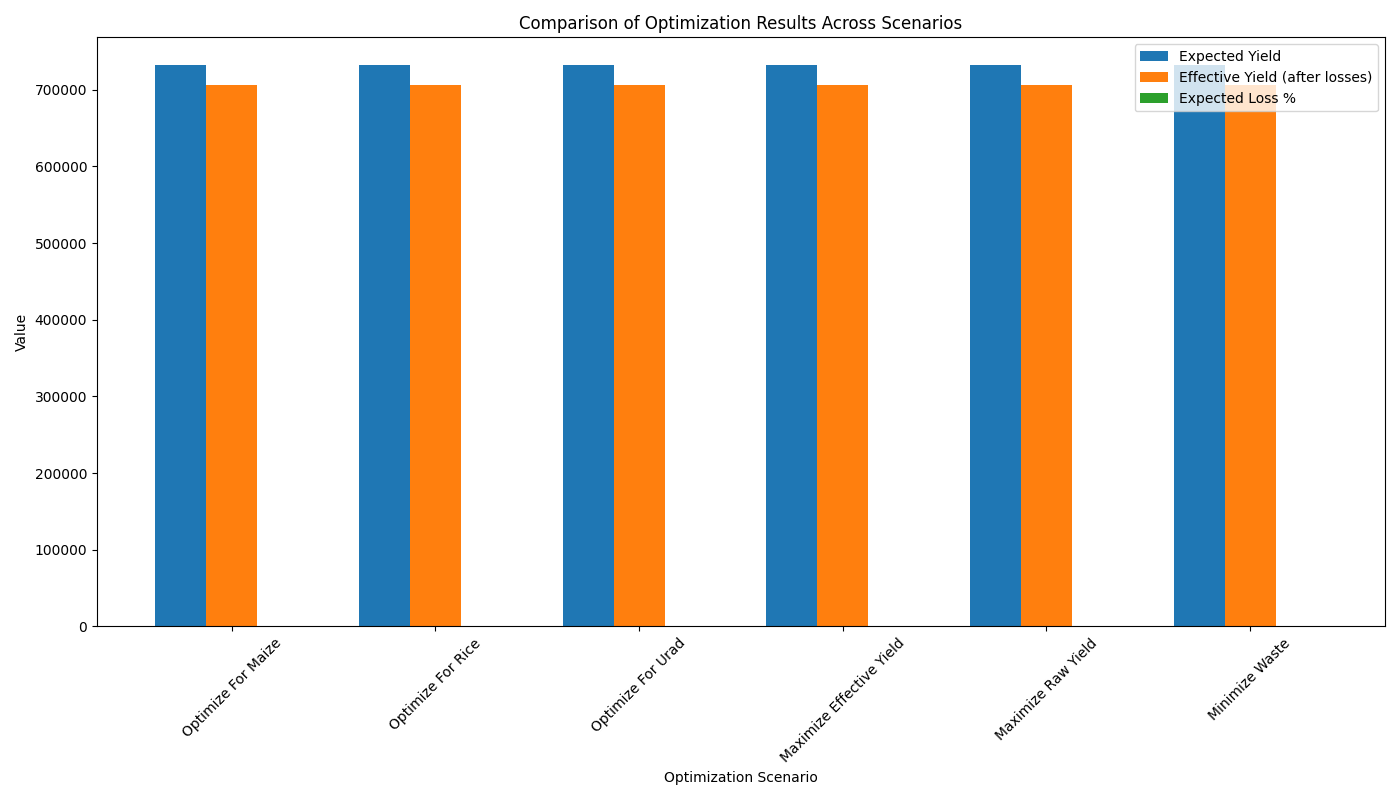 Comparison of Optimization Results Across Scenarios
Expected Yield
Effective Yield (after losses)
Expected Loss %
Value
700000
600000
500000
400000
300000
200000
100000
0
Optimize For Maize
Optimize For Rice
Optimize For Urad
Maximize Effective Yield
Maximize Raw Yield
Minimize Waste
Optimization Scenario